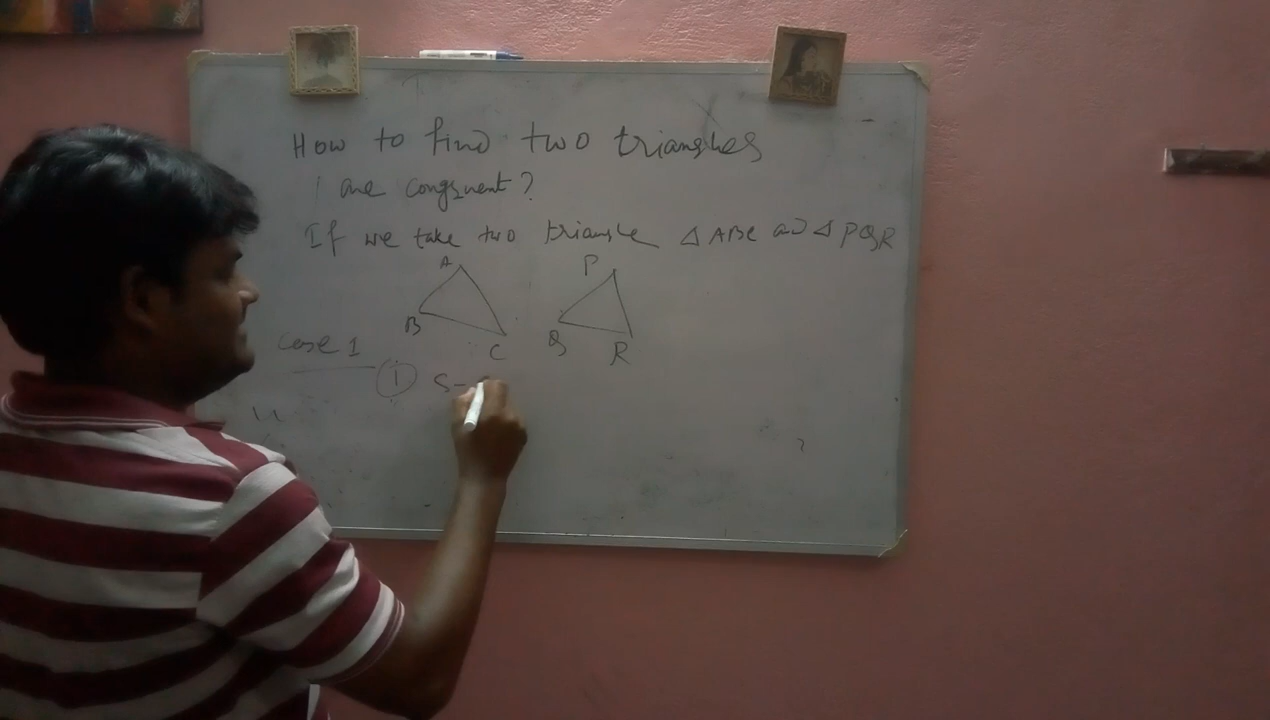 How to find two triangles
are congruent?
If we take two triangle △ ABC and △ PQR
A P
B C Q R
Case 1
① S-